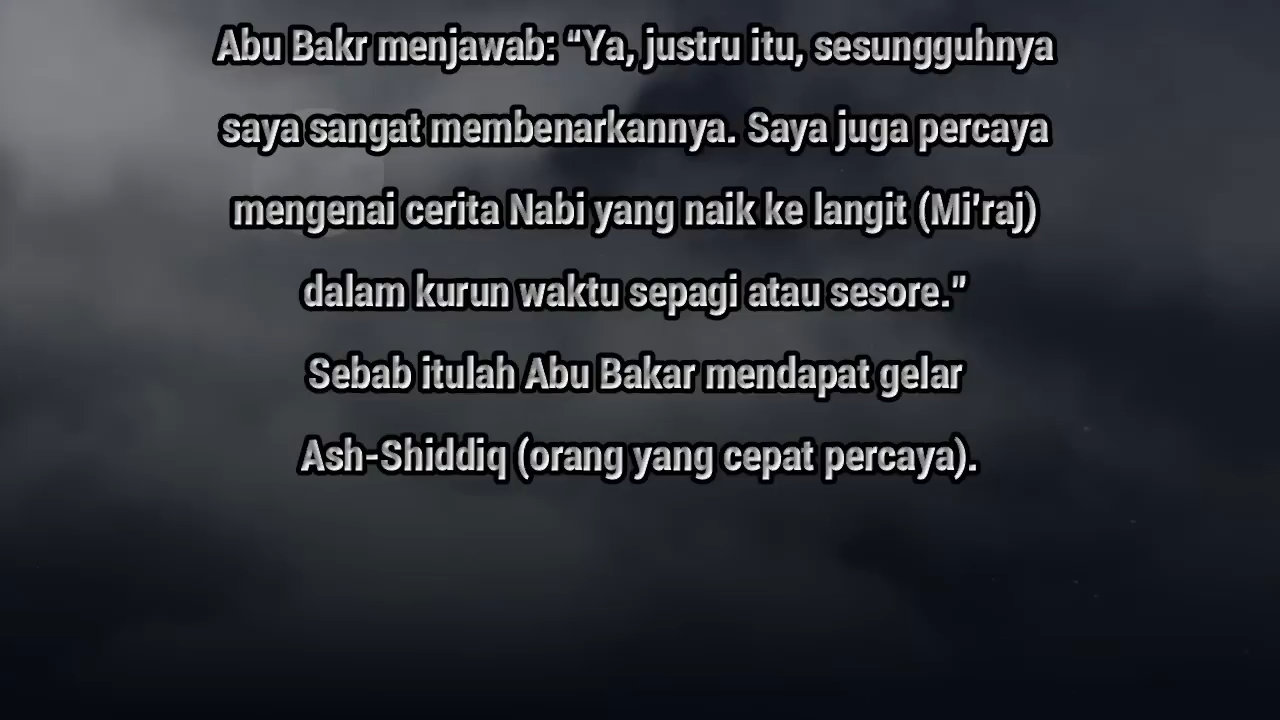 Abu Bakr menjawab: “Ya, justru itu, sesungguhnya
saya sangat membenarkannya. Saya juga percaya
mengenai cerita Nabi yang naik ke langit (Mi’raj)
dalam kurun waktu sepagi atau sesore.”
Sebab itulah Abu Bakar mendapat gelar
Ash-Shiddiq (orang yang cepat percaya).